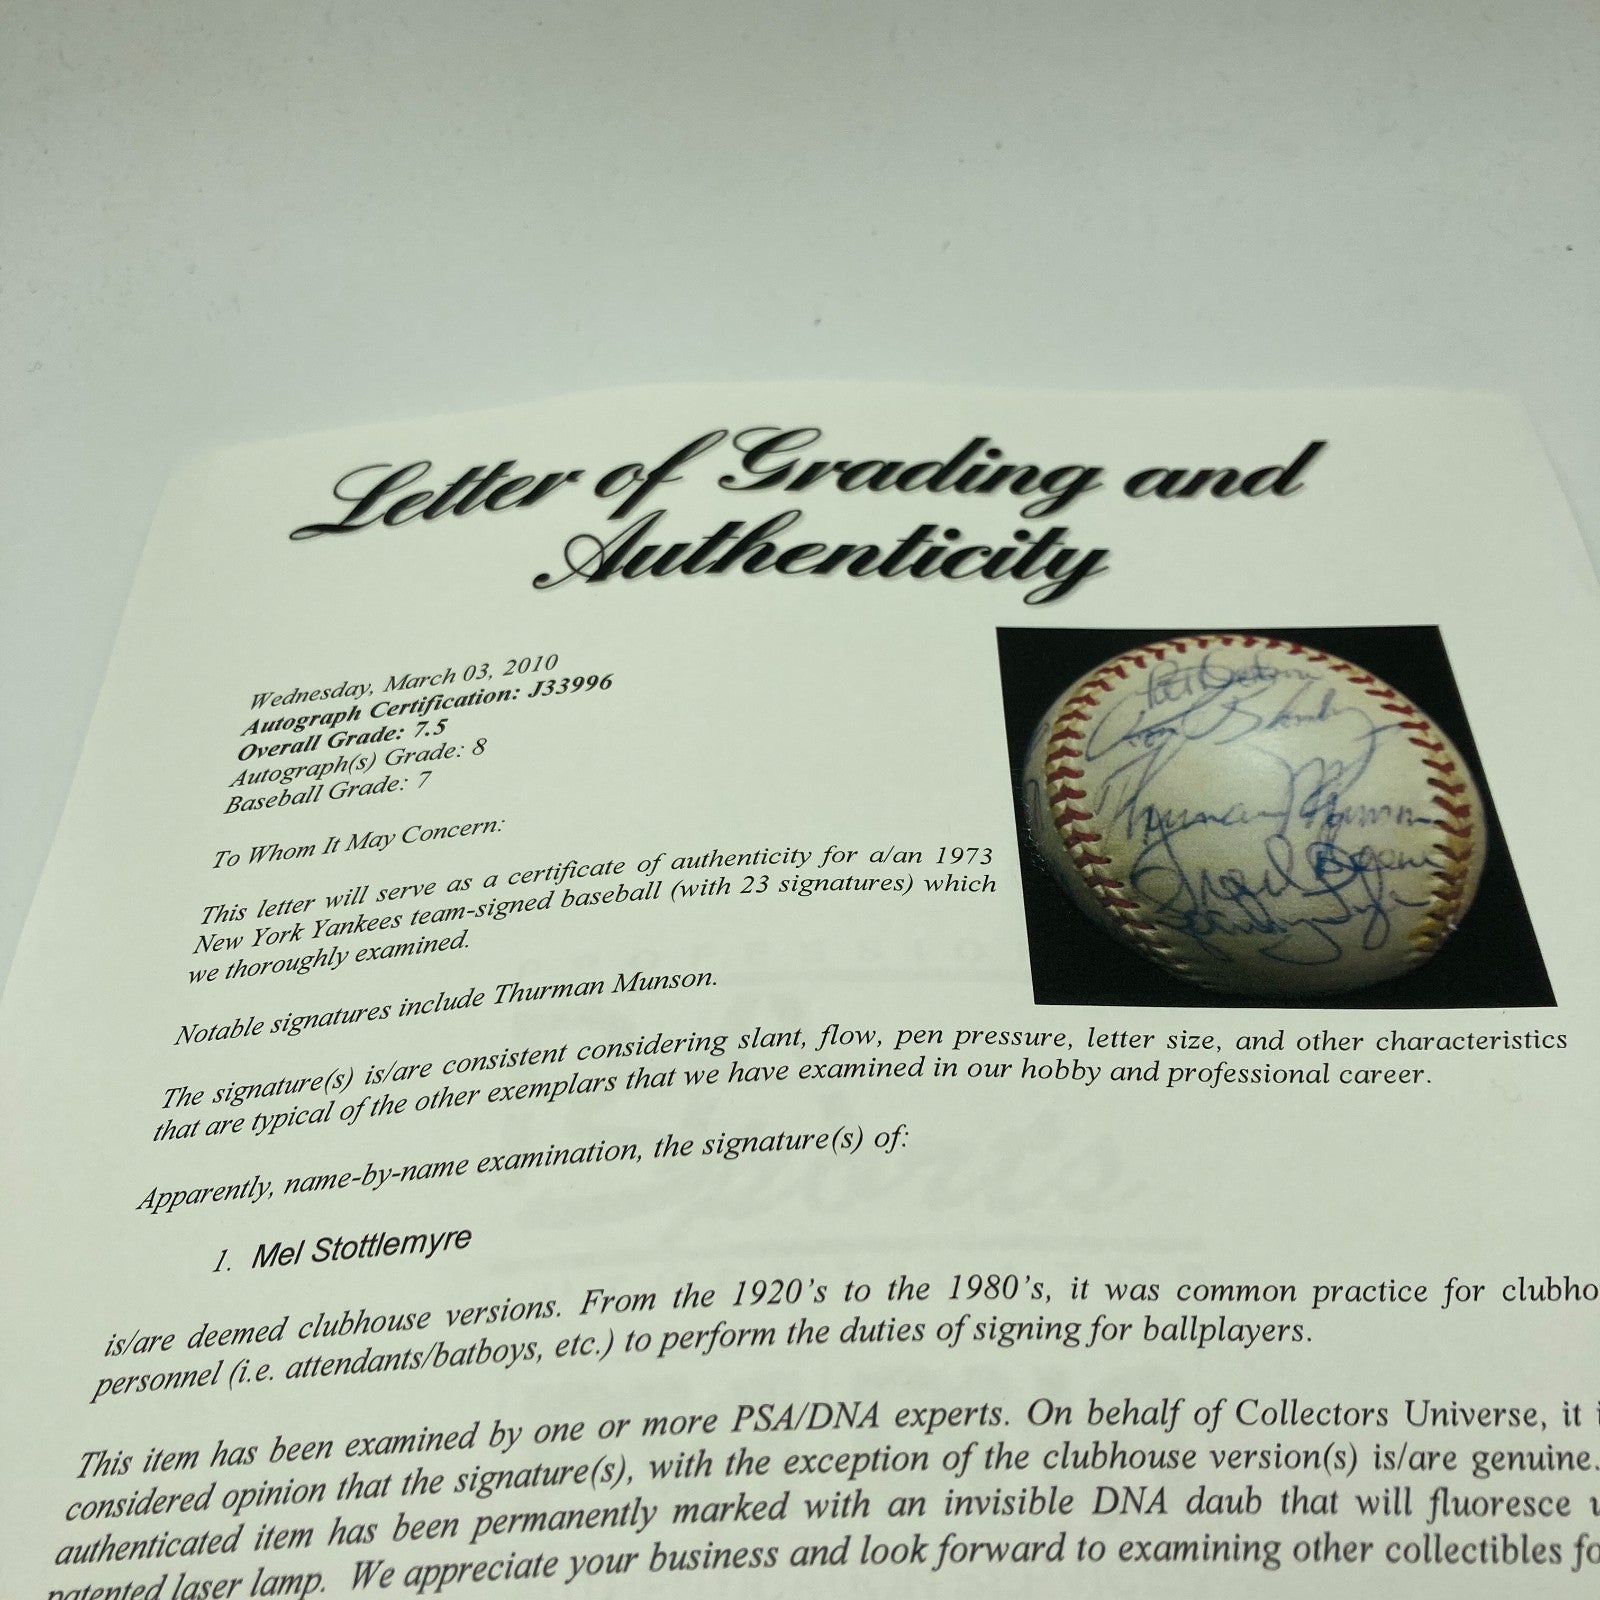 Letter of Grading and
Authenticity
Wednesday, March 03, 2010
Autograph Certification: J33996
Overall Grade: 7.5
Autograph(s) Grade: 8
Baseball Grade: 7
To Whom It May Concern:
This letter will serve as a certificate of authenticity for a/an 1973
New York Yankees team-signed baseball (with 23 signatures) which
we thoroughly examined.
Notable signatures include Thurman Munson.
The signature(s) is/are consistent considering slant, flow, pen pressure, letter size, and other characteristics
that are typical of the other exemplars that we have examined in our hobby and professional career.
Apparently, name-by-name examination, the signature(s) of:
1. Mel Stottlemyre
is/are deemed clubhouse versions. From the 1920's to the 1980's, it was common practice for clubho
personnel (i.e. attendants/batboys, etc.) to perform the duties of signing for ballplayers.
This item has been examined by one or more PSA/DNA experts. On behalf of Collectors Universe, it i
considered opinion that the signature(s), with the exception of the clubhouse version(s) is/are genuine.
authenticated item has been permanently marked with an invisible DNA daub that will fluoresce u
patented laser lamp. We appreciate your business and look forward to examining other collectibles fo
Thurman Munson